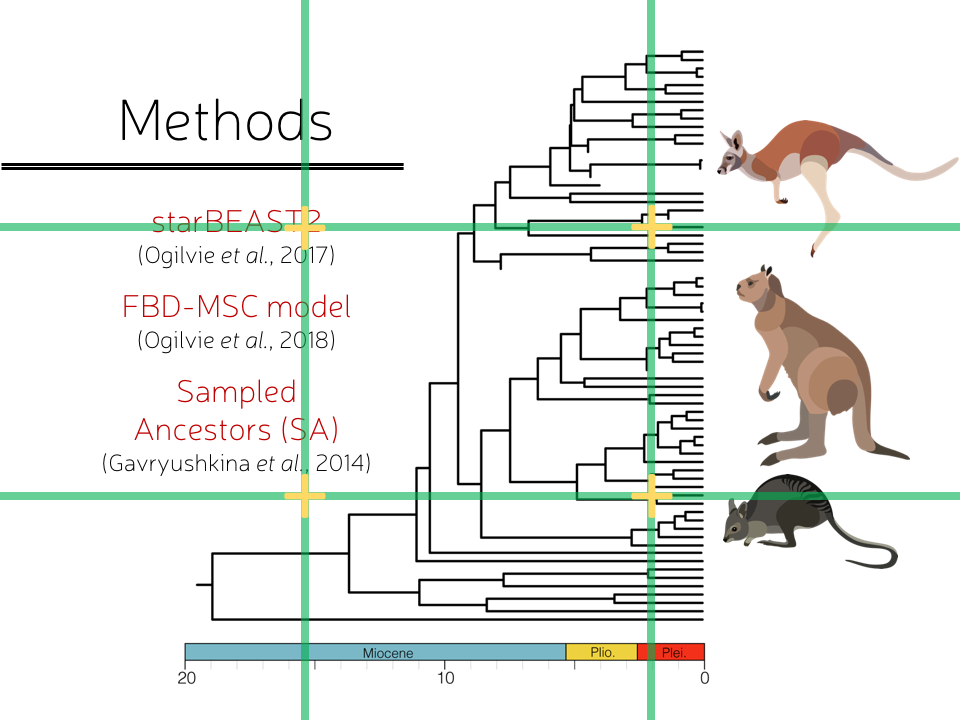 Methods
starBEAST2
(Ogilvie et al., 2017)
FBD-MSC model
(Ogilvie et al., 2018)
Sampled
Ancestors (SA)
(Gavryushkina et al., 2014)
Miocene Plio. Plei.
20 10 0